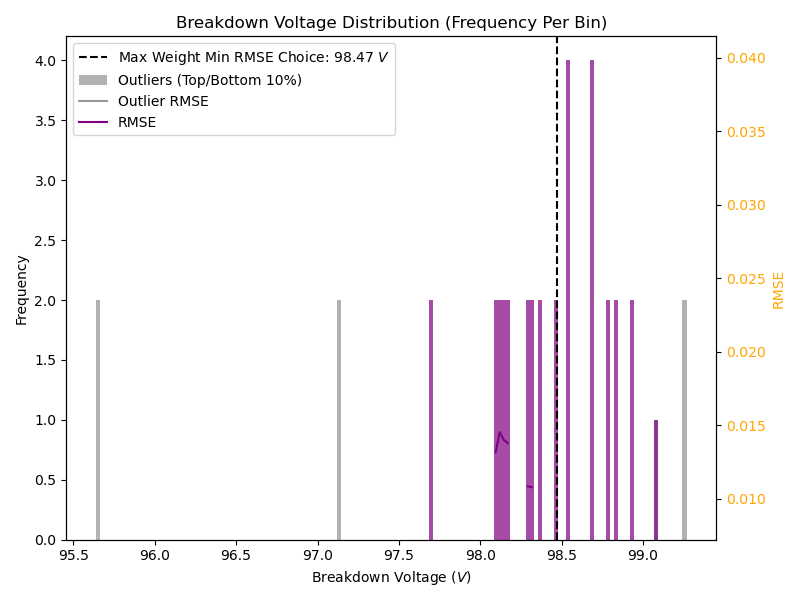 Breakdown Voltage Distribution (Frequency Per Bin)
Max Weight Min RMSE Choice: 98.47 V
Outliers (Top/Bottom 10%)
Outlier RMSE
RMSE
Frequency
4.0
3.5
3.0
2.5
2.0
1.5
1.0
0.5
0.0
95.5 96.0 96.5 97.0 97.5 98.0 98.5 99.0
Breakdown Voltage (V)
0.040
0.035
0.030
0.025
0.020
0.015
0.010
RMSE